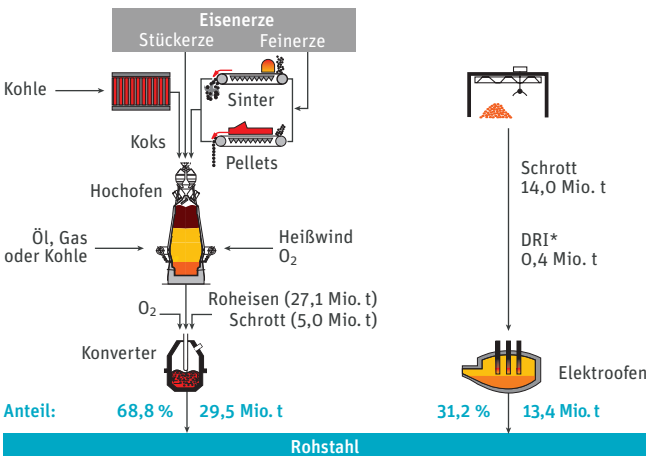 Eisenerze
Stückerze Feinerze
Kohle
Sinter
Koks
Pellets
Hochofen
Öl, Gas
oder Kohle
Heißwind
O₂
O₂
Roheisen (27,1 Mio. t)
Schrott (5,0 Mio. t)
Konverter
Schrott
14,0 Mio. t
DRI*
0,4 Mio. t
Elektroofen
Anteil: 68,8 % 29,5 Mio. t 31,2 % 13,4 Mio. t
Rohstahl